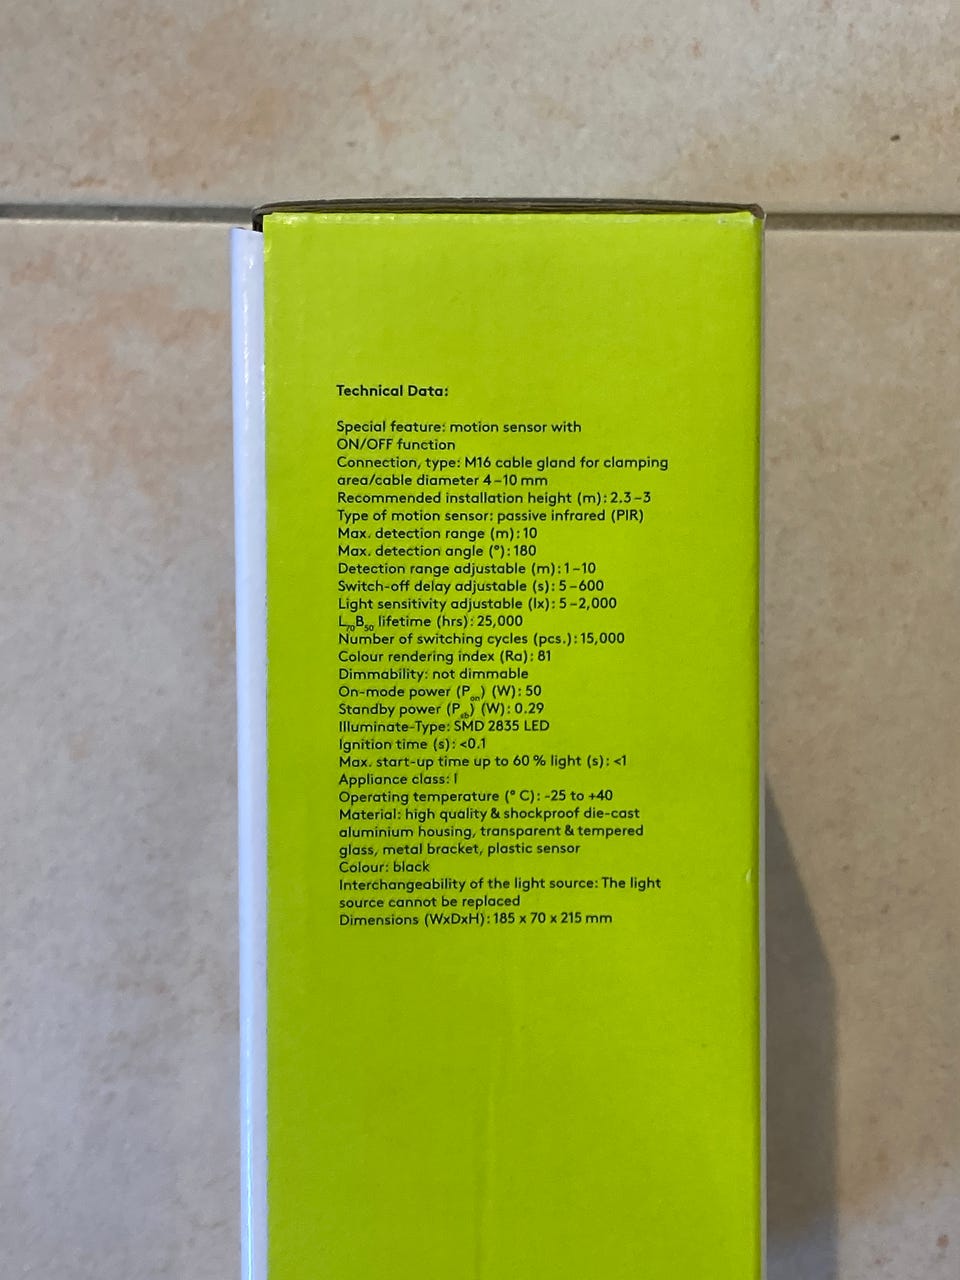 Technical Data:
Special feature: motion sensor with
ON/OFF function
Connection, type: M16 cable gland for clamping
area/cable diameter 4–10 mm
Recommended installation height (m): 2.3–3
Type of motion sensor: passive infrared (PIR)
Max. detection range (m): 10
Max. detection angle (°): 180
Detection range adjustable (m): 1–10
Switch-off delay adjustable (s): 5–600
Light sensitivity adjustable (lx): 5–2,000
L70B50 lifetime (hrs): 25,000
Number of switching cycles (pcs.): 15,000
Colour rendering index (Ra): 81
Dimmability: not dimmable
On-mode power (Pon) (W): 50
Standby power (Psb) (W): 0.29
Illuminate-Type: SMD 2835 LED
Ignition time (s): <0.1
Max. start-up time up to 60 % light (s): <1
Appliance class: I
Operating temperature (° C): -25 to +40
Material: high quality & shockproof die-cast
aluminium housing, transparent & tempered
glass, metal bracket, plastic sensor
Colour: black
Interchangeability of the light source: The light
source cannot be replaced
Dimensions (WxDxH): 185 x 70 x 215 mm